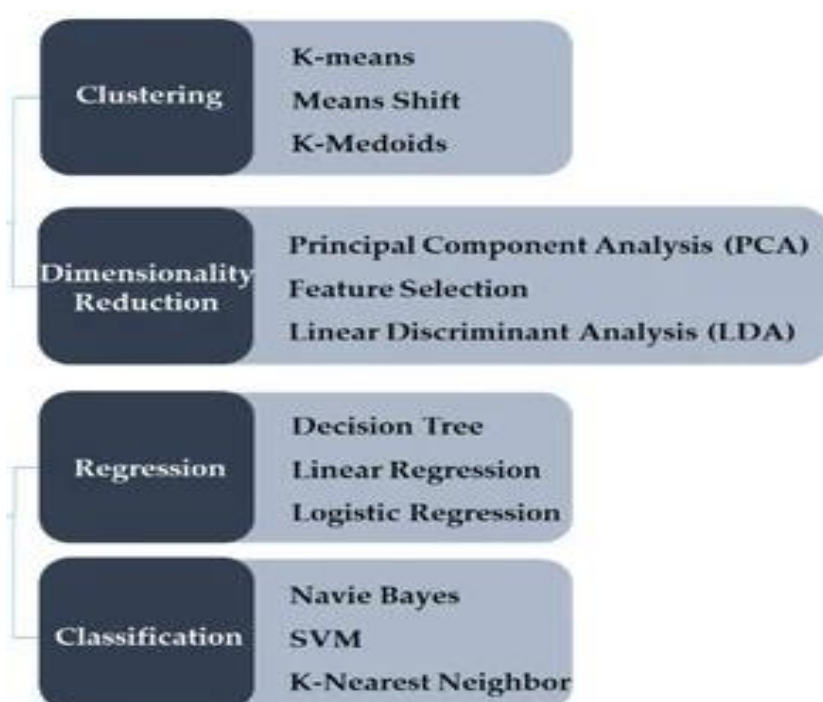 Clustering
K-means
Means Shift
K-Medoids
Dimensionality
Reduction
Principal Component Analysis (PCA)
Feature Selection
Linear Discriminant Analysis (LDA)
Regression
Decision Tree
Linear Regression
Logistic Regression
Classification
Navie Bayes
SVM
K-Nearest Neighbor